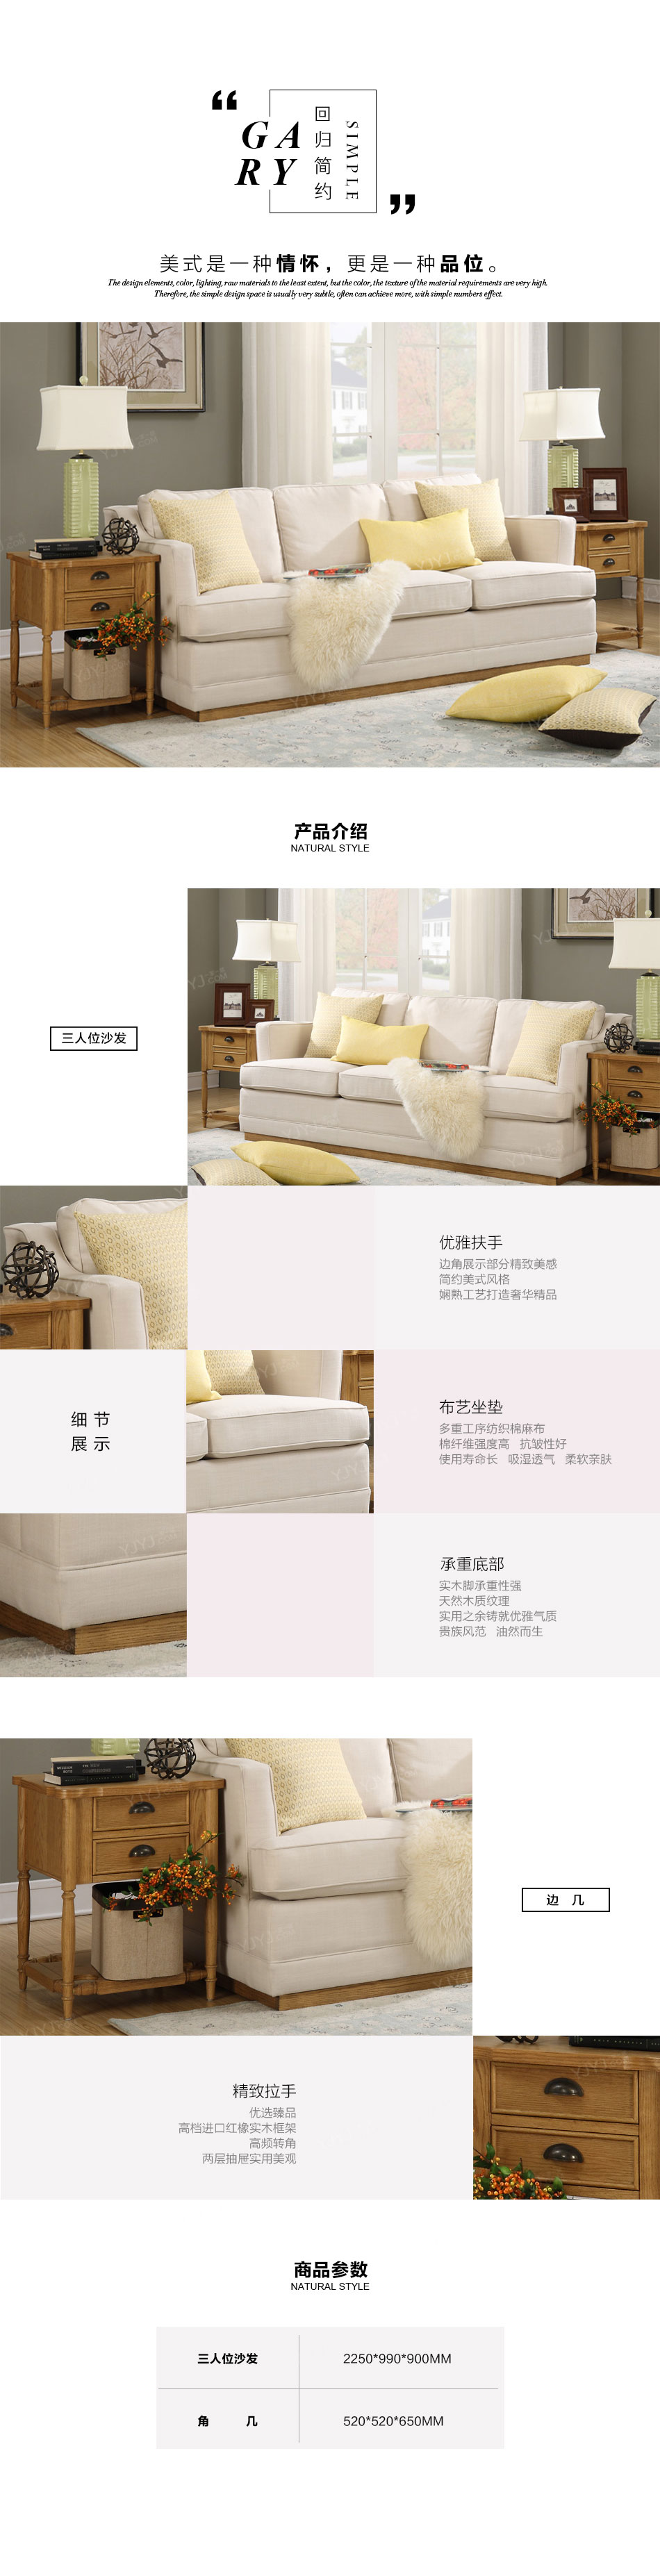 GA
RY
回归简约
SIMPLE
美式是一种情怀，更是一种品位。
The design elements, color, lighting, raw materials to the least extent, but the color, the texture of the material requirements are very high.
Therefore, the simple design space is usually very subtle, often can achieve more, with simple numbers effect.
产品介绍
NATURAL STYLE
三人位沙发
优雅扶手
边角展示部分精致美感
简约美式风格
娴熟工艺打造奢华精品
细节
展示
布艺坐垫
多重工序纺织棉麻布
棉纤维强度高 抗皱性好
使用寿命长 吸湿透气 柔软亲肤
承重底部
实木脚承重性强
天然木质纹理
实用之余铸就优雅气质
贵族风范 油然而生
边 几
精致拉手
优选臻品
高档进口红橡实木框架
高频转角
两层抽屉实用美观
商品参数
NATURAL STYLE
三人位沙发 2250*990*900MM
角 几 520*520*650MM